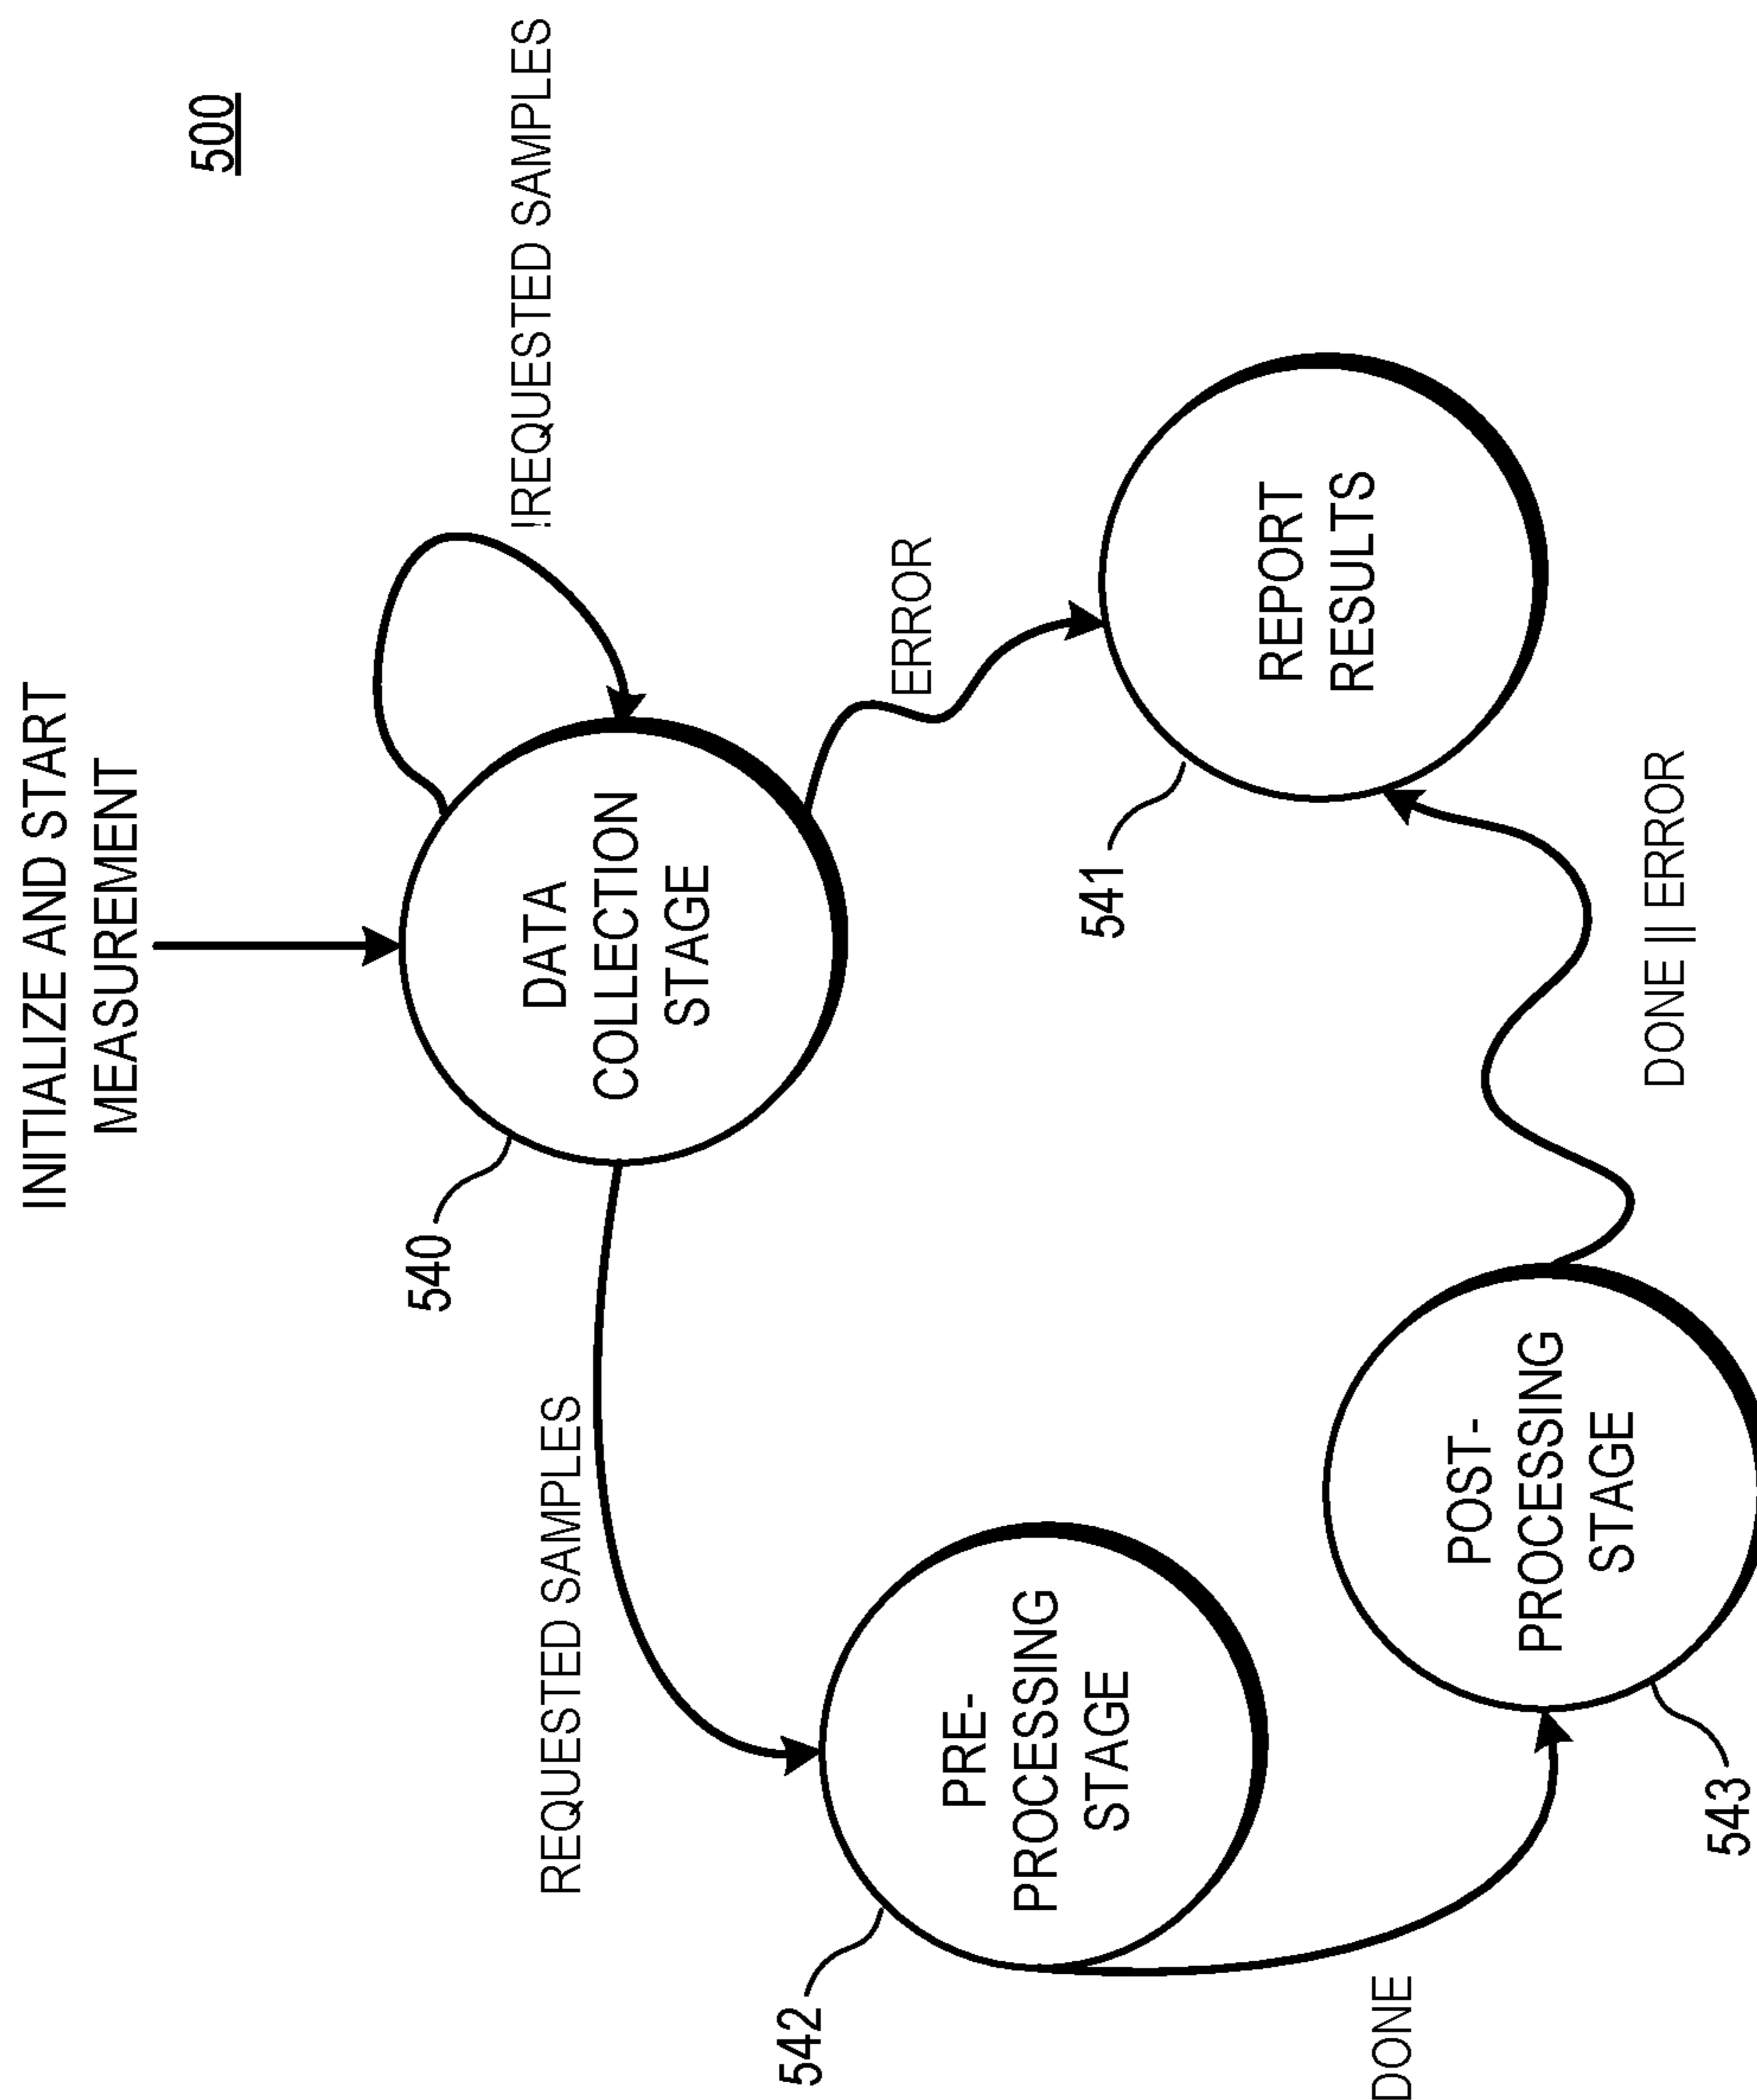 500
INITIALIZE AND START
MEASUREMENT
!REQUESTED SAMPLES
540
DATA
COLLECTION
STAGE
REQUESTED SAMPLES
ERROR
542
PRE-
PROCESSING
STAGE
541
REPORT
RESULTS
DONE
POST-
PROCESSING
STAGE
543
DONE || ERROR